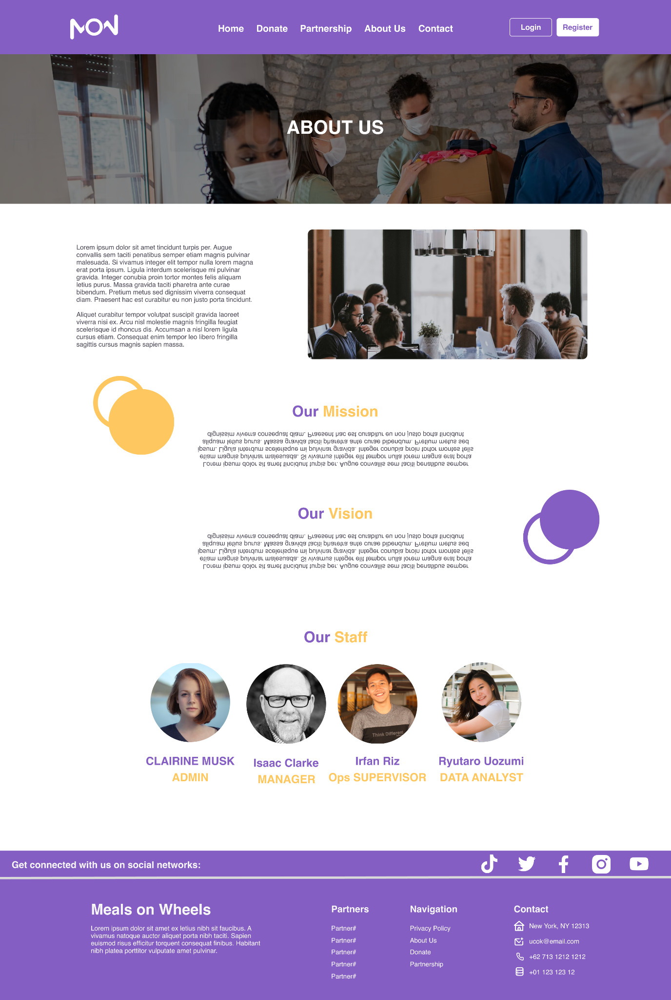 MOW
Home Donate Partnership About Us Contact
Login Register
ABOUT US
Lorem ipsum dolor sit amet tincidunt turpis per. Augue
convallis sem taciti penatibus semper etiam magnis pulvinar
malesuada. Si vivamus integer elit tempor nulla lorem magna
erat porta ipsum. Ligula interdum scelerisque mi pulvinar
gravida. Integer conubia proin tortor montes felis aliquam
letius purus. Massa gravida taciti pharetra ante curae
bibendum. Pretium metus sed dignissim viverra consequat
diam. Praesent hac est curabitur eu non justo porta tincidunt.
Aliquet curabitur tempor volutpat suscipit gravida laoreet
viverra nisi ex. Arcu nisl molestie magnis fringilla feugiat
scelerisque id rhoncus dis. Accumsan a nisl lorem ligula
cursus etiam. Consequat enim tempor leo libero fringilla
sagittis cursus magnis sapien massa.
Our Mission
Lorem ipsum dolor sit amet tincidunt turpis per. Augue convallis sem taciti penatibus semper
etiam magnis pulvinar malesuada. Si vivamus integer elit tempor nulla lorem magna erat porta
ipsum. Ligula interdum scelerisque mi pulvinar gravida. Integer conubia proin tortor montes felis
aliquam letius purus. Massa gravida taciti pharetra ante curae bibendum. Pretium metus sed
dignissim viverra consequat diam. Praesent hac est curabitur eu non justo porta tincidunt
Our Vision
Lorem ipsum dolor sit amet tincidunt turpis per. Augue convallis sem taciti penatibus semper
etiam magnis pulvinar malesuada. Si vivamus integer elit tempor nulla lorem magna erat porta
ipsum. Ligula interdum scelerisque mi pulvinar gravida. Integer conubia proin tortor montes felis
aliquam letius purus. Massa gravida taciti pharetra ante curae bibendum. Pretium metus sed
dignissim viverra consequat diam. Praesent hac est curabitur eu non justo porta tincidunt
Our Staff
Think Different
CLAIRINE MUSK
ADMIN
Isaac Clarke
MANAGER
Irfan Riz
Ops SUPERVISOR
Ryutaro Uozumi
DATA ANALYST
Get connected with us on social networks:
Meals on Wheels
Lorem ipsum dolor sit amet ex letius nibh sit faucibus. A
vivamus natoque auctor aliquet porta nibh taciti. Sapien
euismod risus efficitur torquent consequat finibus. Habitant
nibh platea porttitor vulputate amet pulvinar.
Partners
Partner#
Partner#
Partner#
Partner#
Partner#
Navigation
Privacy Policy
About Us
Donate
Partnership
Contact
New York, NY 12313
ucok@email.com
+62 713 1212 1212
+01 123 123 12